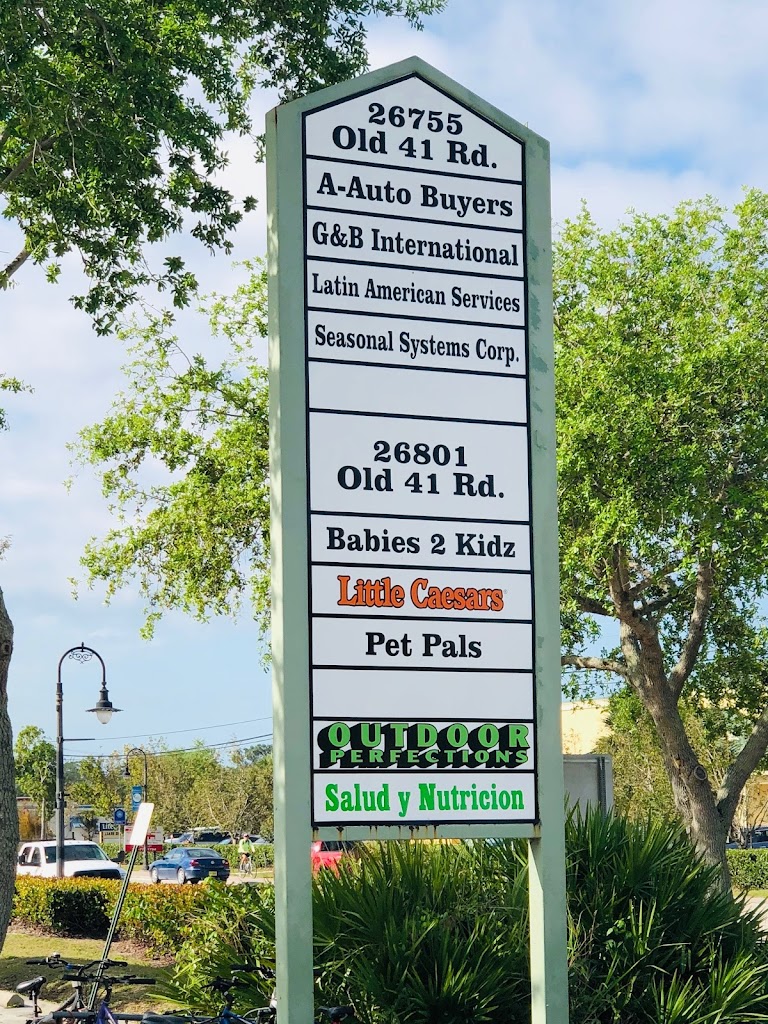 26755
Old 41 Rd.
A-Auto Buyers
G&B International
Latin American Services
Seasonal Systems Corp.
26801
Old 41 Rd.
Babies 2 Kidz
Little Caesars
Pet Pals
OUTDOOR
PERFECTIONS
Salud y Nutricion